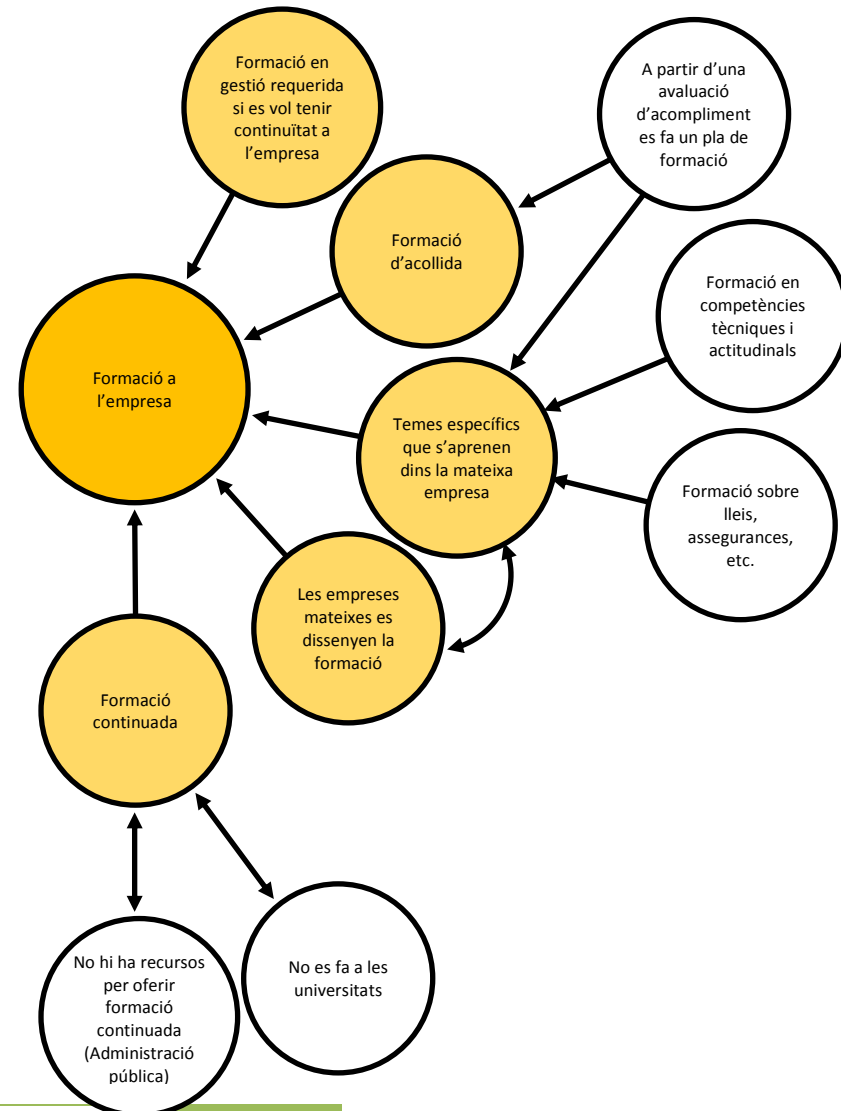 Formació en
gestió requerida
si es vol tenir
continuïtat a
l'empresa
A partir d'una
avaluació
d'acompliment
es fa un pla de
formació
Formació
d'acollida
Formació en
competències
tècniques i
actitudinals
Formació a
l'empresa
Temes específics
que s'aprenen
dins la mateixa
empresa
Formació sobre
lleis,
assegurances,
etc.
Les empreses
mateixes es
dissenyen la
formació
Formació
continuada
No hi ha recursos
per oferir
formació
continuada
(Administració
pública)
No es fa a les
universitats